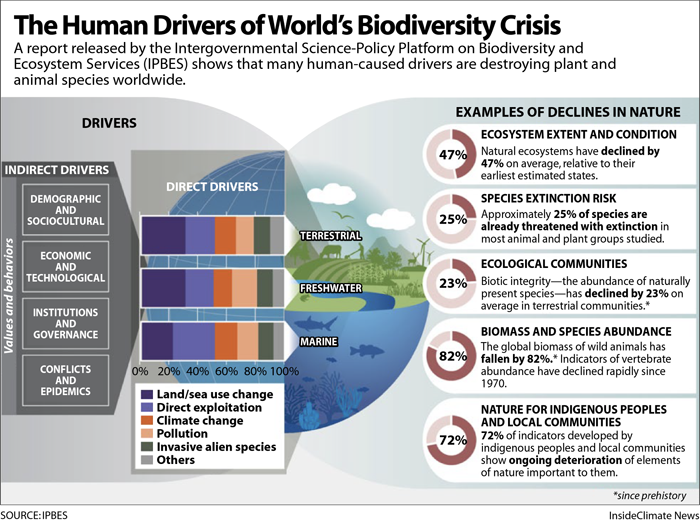 The Human Drivers of World's Biodiversity Crisis
A report released by the Intergovernmental Science-Policy Platform on Biodiversity and
Ecosystem Services (IPBES) shows that many human-caused drivers are destroying plant and
animal species worldwide.
DRIVERS
INDIRECT DRIVERS
Values and behaviors
DEMOGRAPHIC
AND
SOCIOCULTURAL
ECONOMIC
AND
TECHNOLOGICAL
INSTITUTIONS
AND
GOVERNANCE
CONFLICTS
AND
EPIDEMICS
DIRECT DRIVERS
TERRESTRIAL
FRESHWATER
MARINE
0% 20% 40% 60% 80% 100%
Land/sea use change
Direct exploitation
Climate change
Pollution
Invasive alien species
Others
EXAMPLES OF DECLINES IN NATURE
47%
ECOSYSTEM EXTENT AND CONDITION
Natural ecosystems have declined by
47% on average, relative to their
earliest estimated states.
25%
SPECIES EXTINCTION RISK
Approximately 25% of species are
already threatened with extinction in
most animal and plant groups studied.
23%
ECOLOGICAL COMMUNITIES
Biotic integrity—the abundance of naturally
present species—has declined by 23% on
average in terrestrial communities.*
82%
BIOMASS AND SPECIES ABUNDANCE
The global biomass of wild animals has
fallen by 82%.* Indicators of vertebrate
abundance have declined rapidly since
1970.
72%
NATURE FOR INDIGENOUS PEOPLES
AND LOCAL COMMUNITIES
72% of indicators developed by
indigenous peoples and local communities
show ongoing deterioration of elements
of nature important to them.
*since prehistory
SOURCE: IPBES
InsideClimate News